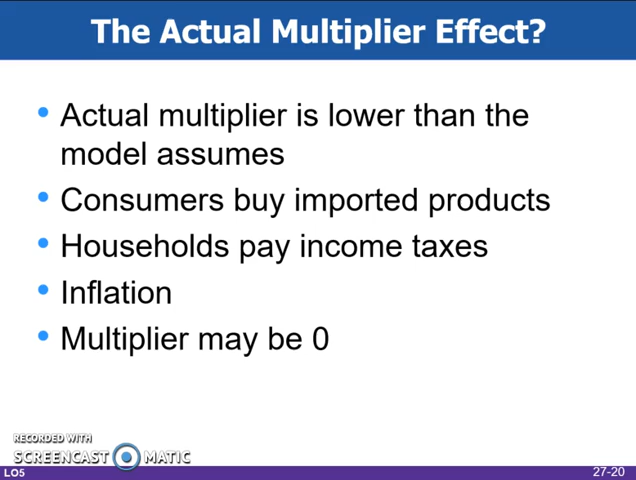 The Actual Multiplier Effect?
• Actual multiplier is lower than the
model assumes
• Consumers buy imported products
• Households pay income taxes
• Inflation
• Multiplier may be 0
RECORDED WITH
SCREENCAST MATIC
LO5
27-20